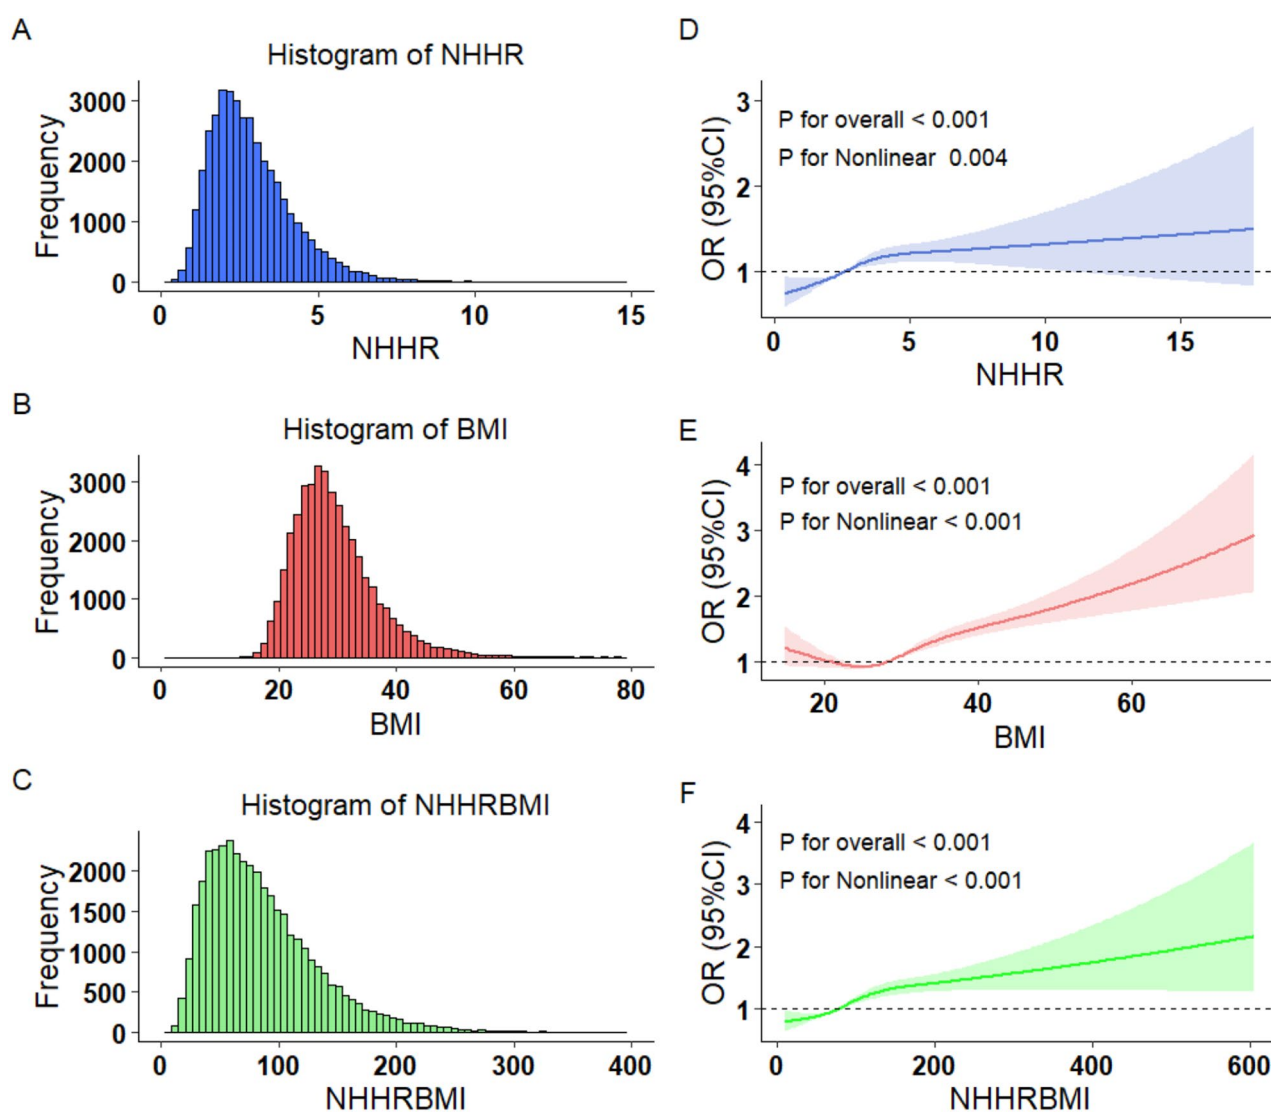 A
Histogram of NHHR
Frequency
3000
2000
1000
0
0 5 10 15
NHHR
D
P for overall < 0.001
P for Nonlinear 0.004
OR (95%CI)
3
2
1
0 5 10 15
NHHR
B
Histogram of BMI
Frequency
3000
2000
1000
0
0 20 40 60 80
BMI
E
P for overall < 0.001
P for Nonlinear < 0.001
OR (95%CI)
4
3
2
1
20 40 60
BMI
C
Histogram of NHHRBMI
Frequency
2000
1500
1000
500
0
0 100 200 300 400
NHHRBMI
F
P for overall < 0.001
P for Nonlinear < 0.001
OR (95%CI)
4
3
2
1
0 200 400 600
NHHRBMI